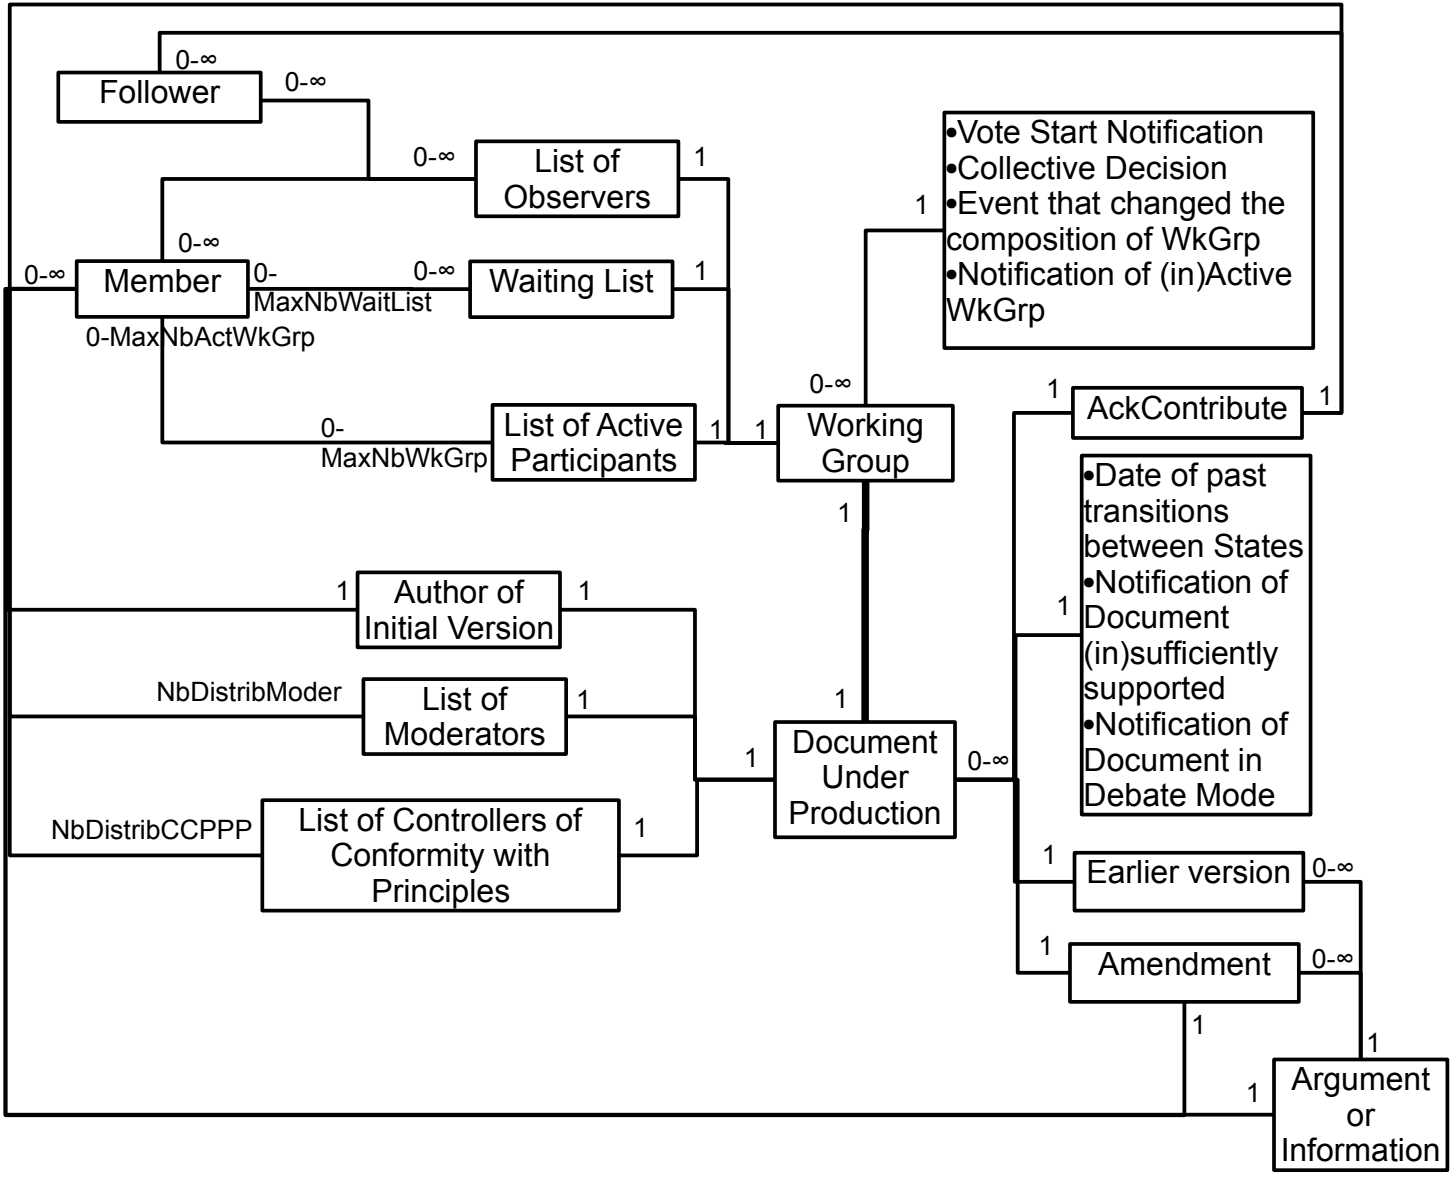 0-∞
Follower
0-∞
0-∞
List of
Observers
1
•Vote Start Notification
•Collective Decision
•Event that changed the
composition of WkGrp
•Notification of (in)Active
WkGrp
1
0-∞
0-∞
Member
0-
MaxNbWaitList
0-∞
Waiting List
1
0-MaxNbActWkGrp
0-
MaxNbWkGrp
List of Active
Participants
1
1
0-∞
Working
Group
1
1
AckContribute
1
•Date of past
transitions
between States
•Notification of
Document
(in)sufficiently
supported
•Notification of
Document in
Debate Mode
1
1
Author of
Initial Version
1
NbDistribModer
List of
Moderators
1
NbDistribCCPPP
List of Controllers of
Conformity with
Principles
1
1
1
Document
Under
Production
0-∞
1
Earlier version
0-∞
1
Amendment
0-∞
1
1
1
Argument
or
Information